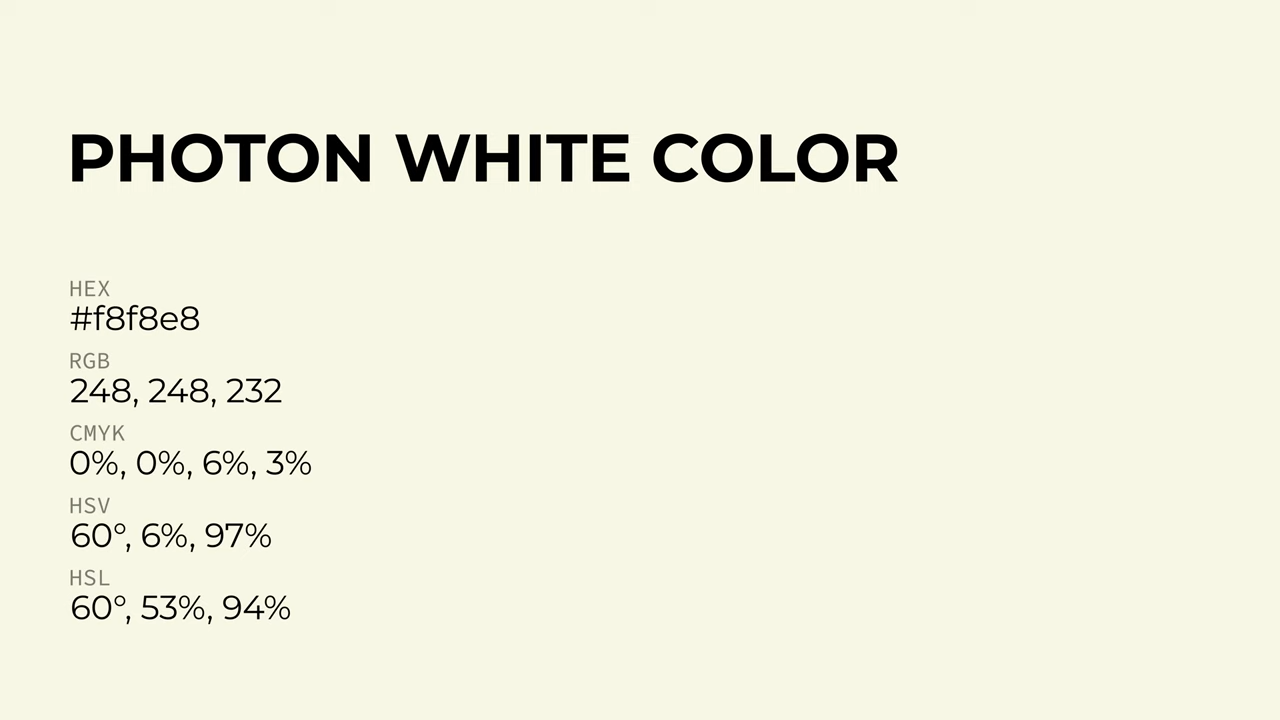 PHOTON WHITE COLOR
HEX
#f8f8e8
RGB
248, 248, 232
CMYK
0%, 0%, 6%, 3%
HSV
60°, 6%, 97%
HSL
60°, 53%, 94%